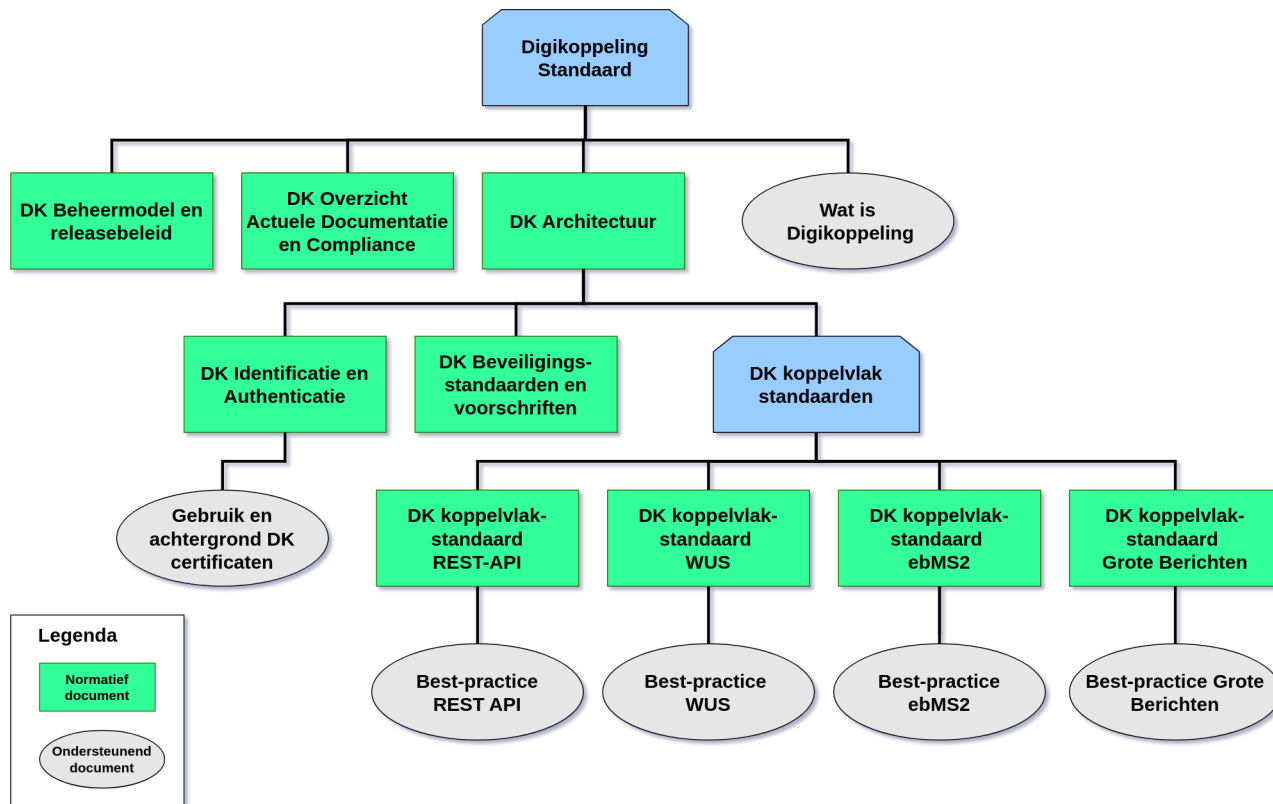 Digikoppeling
Standaard
DK Beheermodel en
releasebeleid
DK Overzicht
Actuele Documentatie
en Compliance
DK Architectuur
Wat is
Digikoppeling
DK Identificatie en
Authenticatie
DK Beveiligings-
standaarden en
voorschriften
DK koppelvlak
standaarden
Gebruik en
achtergrond DK
certificaten
DK koppelvlak-
standaard
REST-API
DK koppelvlak-
standaard
WUS
DK koppelvlak-
standaard
ebMS2
DK koppelvlak-
standaard
Grote Berichten
Best-practice
REST API
Best-practice
WUS
Best-practice
ebMS2
Best-practice Grote
Berichten
Legenda
Normatief
document
Ondersteunend
document